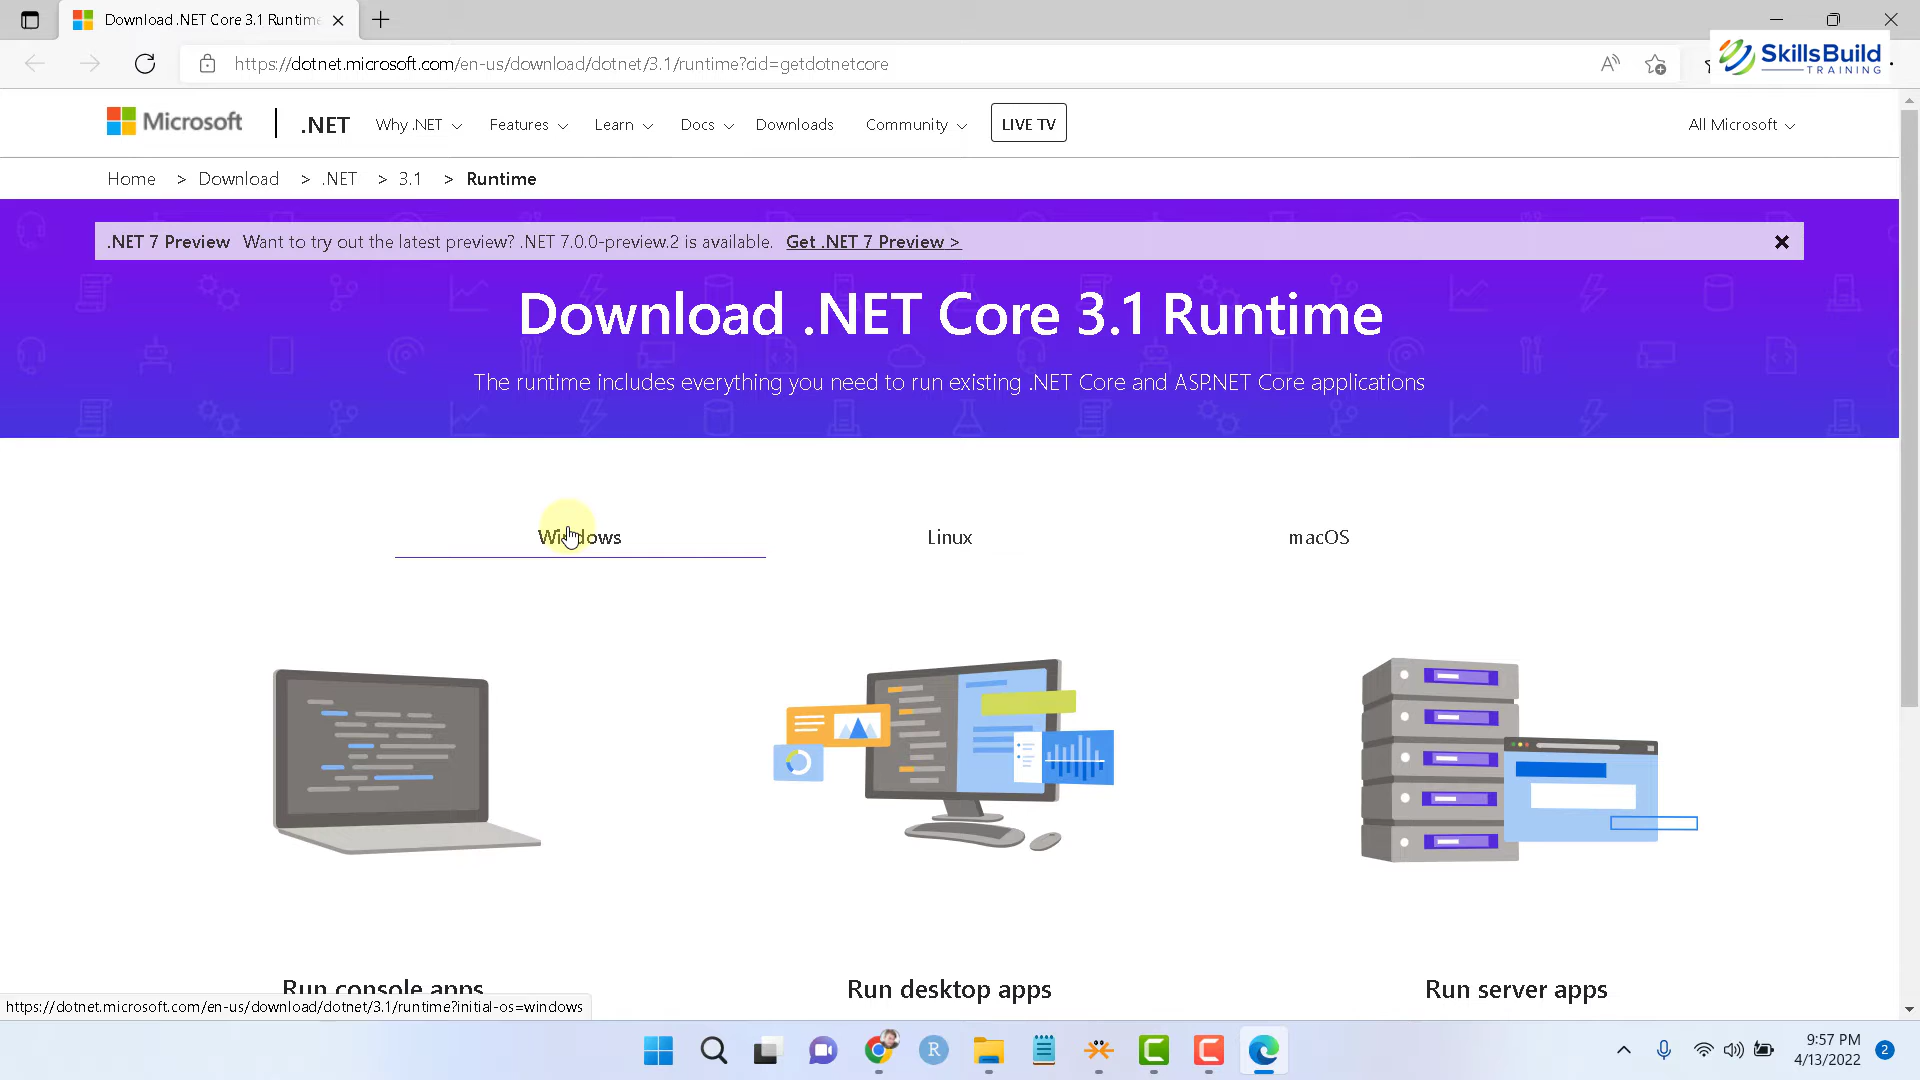 Download .NET Core 3.1 Runtime
https://dotnet.microsoft.com/en-us/download/dotnet/3.1/runtime?cid=getdotnetcore
SkillsBuild
TRAINING
Microsoft
.NET
Why .NET
Features
Learn
Docs
Downloads
Community
LIVE TV
All Microsoft
Home > Download > .NET > 3.1 > Runtime
.NET 7 Preview Want to try out the latest preview? .NET 7.0.0-preview.2 is available. Get .NET 7 Preview >
Download .NET Core 3.1 Runtime
The runtime includes everything you need to run existing .NET Core and ASP.NET Core applications
Windows
Linux
macOS
Run console apps
Run desktop apps
Run server apps
https://dotnet.microsoft.com/en-us/download/dotnet/3.1/runtime?initial-os=windows
R
9:57 PM
4/13/2022
2